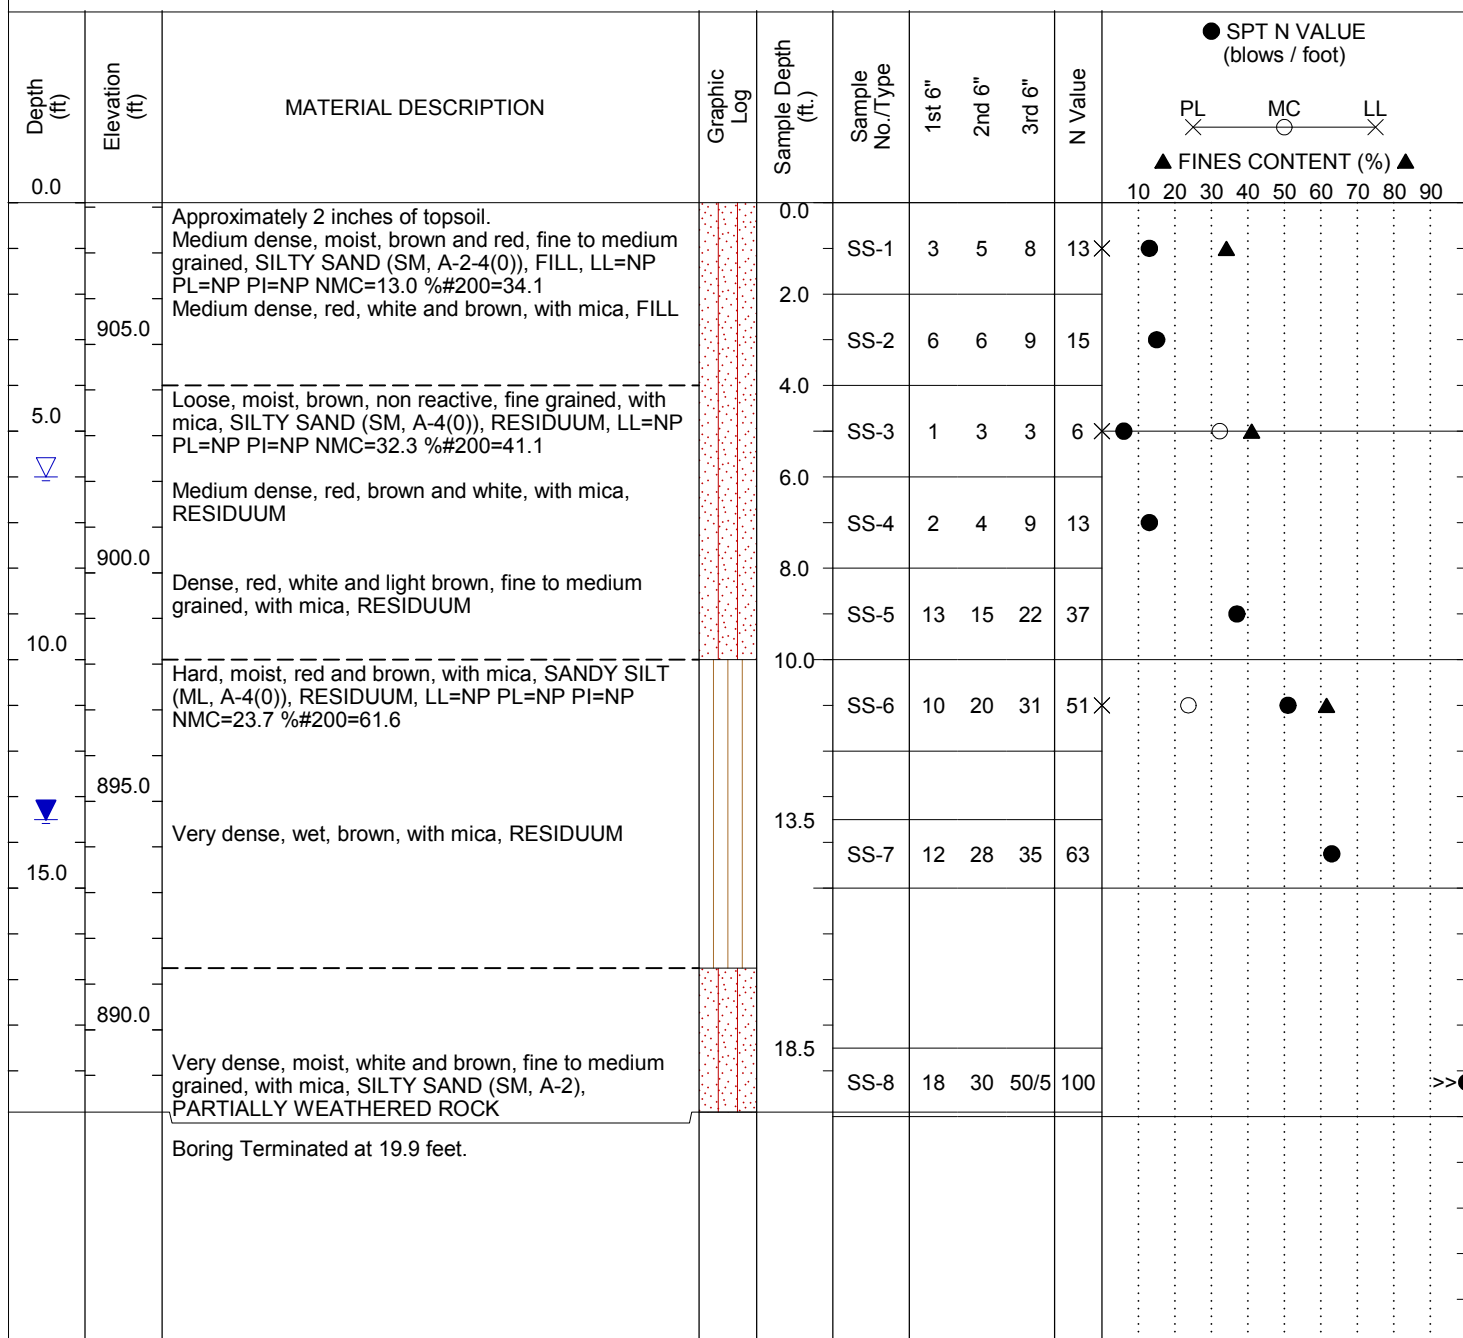 ● SPT N VALUE
(blows / foot)
PL MC LL
▲ FINES CONTENT (%) ▲
10 20 30 40 50 60 70 80 90
Depth
(ft)
Elevation
(ft)
MATERIAL DESCRIPTION
Graphic
Log
Sample Depth
(ft.)
Sample
No./Type
1st 6"
2nd 6"
3rd 6"
N Value
0.0
0.0
Approximately 2 inches of topsoil.
Medium dense, moist, brown and red, fine to medium
grained, SILTY SAND (SM, A-2-4(0)), FILL, LL=NP
PL=NP PI=NP NMC=13.0 %#200=34.1
SS-1 3 5 8 13
2.0
Medium dense, red, white and brown, with mica, FILL
905.0
SS-2 6 6 9 15
4.0
Loose, moist, brown, non reactive, fine grained, with
mica, SILTY SAND (SM, A-4(0)), RESIDUUM, LL=NP
PL=NP PI=NP NMC=32.3 %#200=41.1
5.0
SS-3 1 3 3 6
6.0
Medium dense, red, brown and white, with mica,
RESIDUUM
SS-4 2 4 9 13
900.0
8.0
Dense, red, white and light brown, fine to medium
grained, with mica, RESIDUUM
SS-5 13 15 22 37
10.0
10.0
Hard, moist, red and brown, with mica, SANDY SILT
(ML, A-4(0)), RESIDUUM, LL=NP PL=NP PI=NP
NMC=23.7 %#200=61.6
SS-6 10 20 31 51
895.0
13.5
Very dense, wet, brown, with mica, RESIDUUM
SS-7 12 28 35 63
15.0
890.0
18.5
Very dense, moist, white and brown, fine to medium
grained, with mica, SILTY SAND (SM, A-2),
PARTIALLY WEATHERED ROCK
SS-8 18 30 50/5 100 >>
Boring Terminated at 19.9 feet.